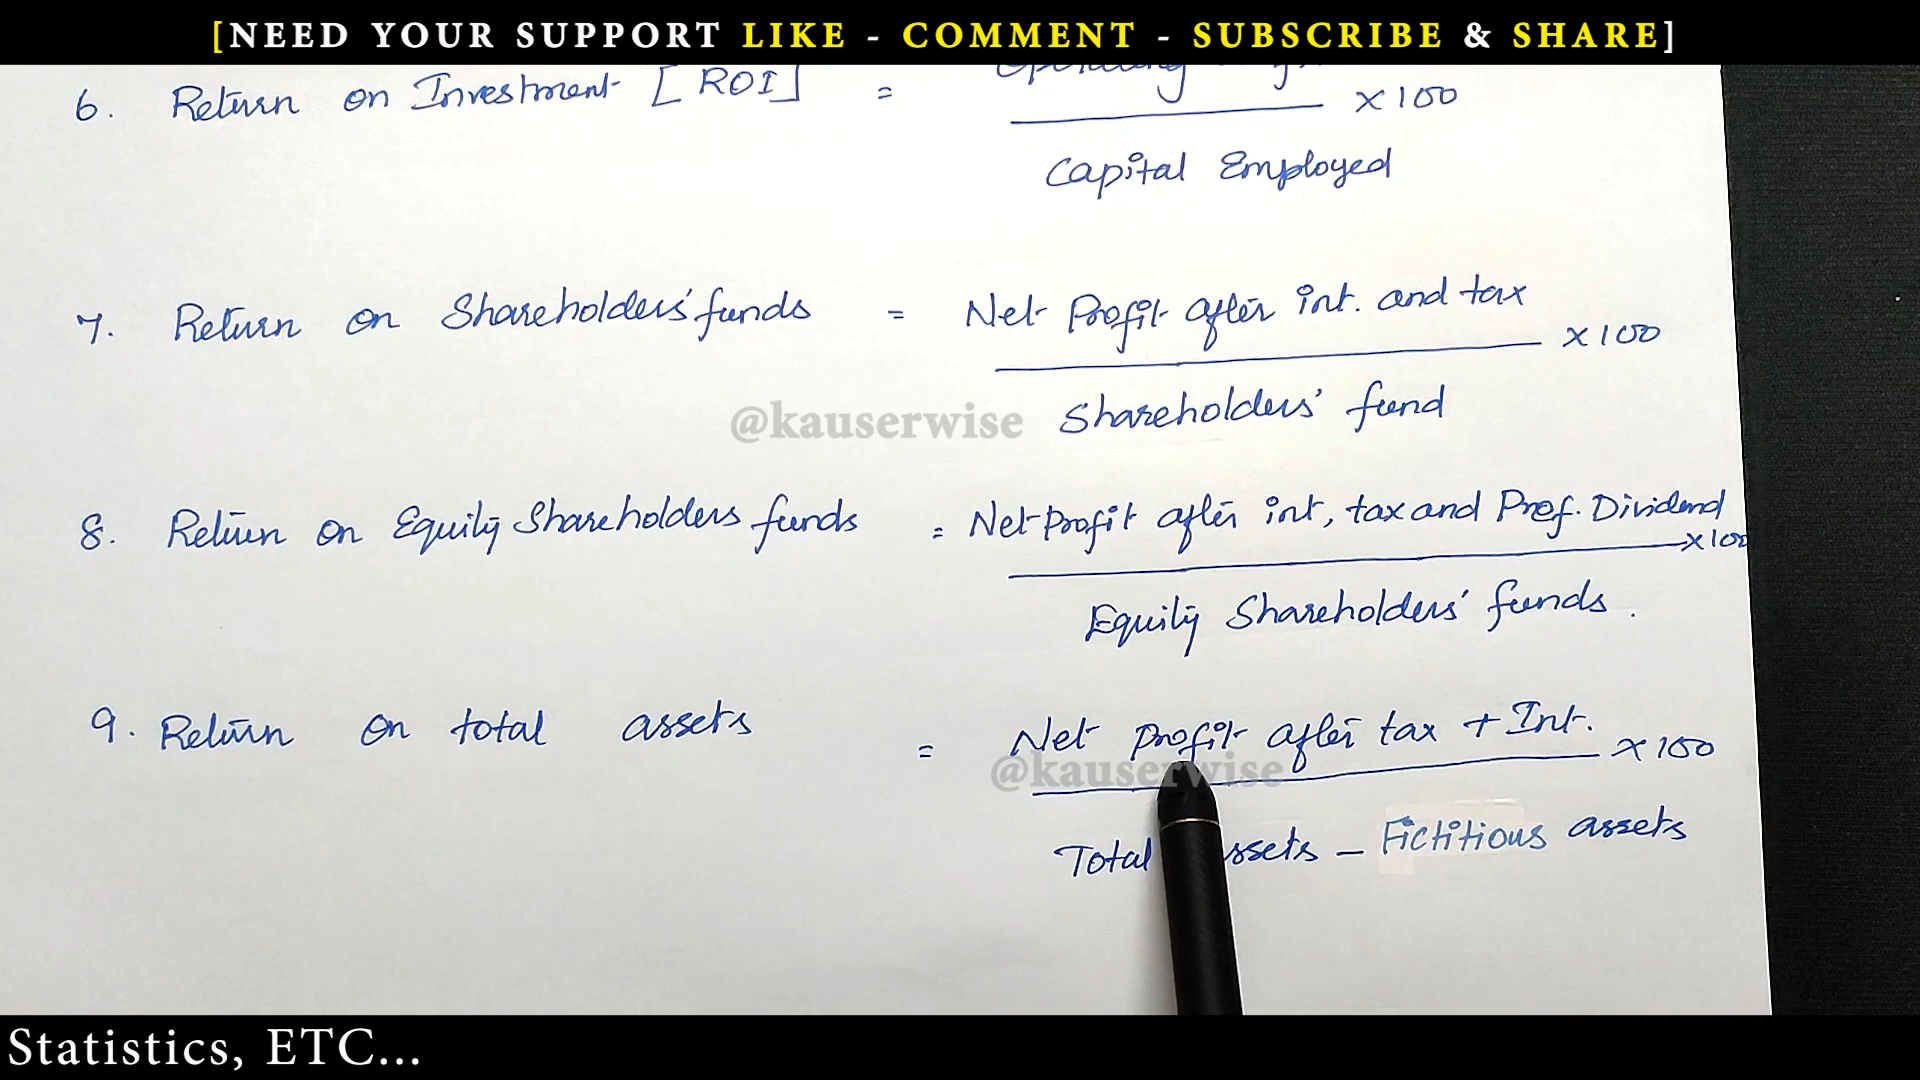 [NEED YOUR SUPPORT LIKE - COMMENT - SUBSCRIBE & SHARE]
6. Return on Investment [ROI] = Operating x 100
Capital Employed
7. Return on Shareholders' funds = Net Profit after int. and tax x 100
@kauserwise
Shareholders' fund
8. Return on Equity Shareholders funds = Net Profit after int, tax and Pref. Dividend x 100
Equity Shareholders' funds.
9. Return on total assets = Net Profit after tax + Int. x 100
@kauserwise
Total assets - Fictitious assets
Statistics, ETC...